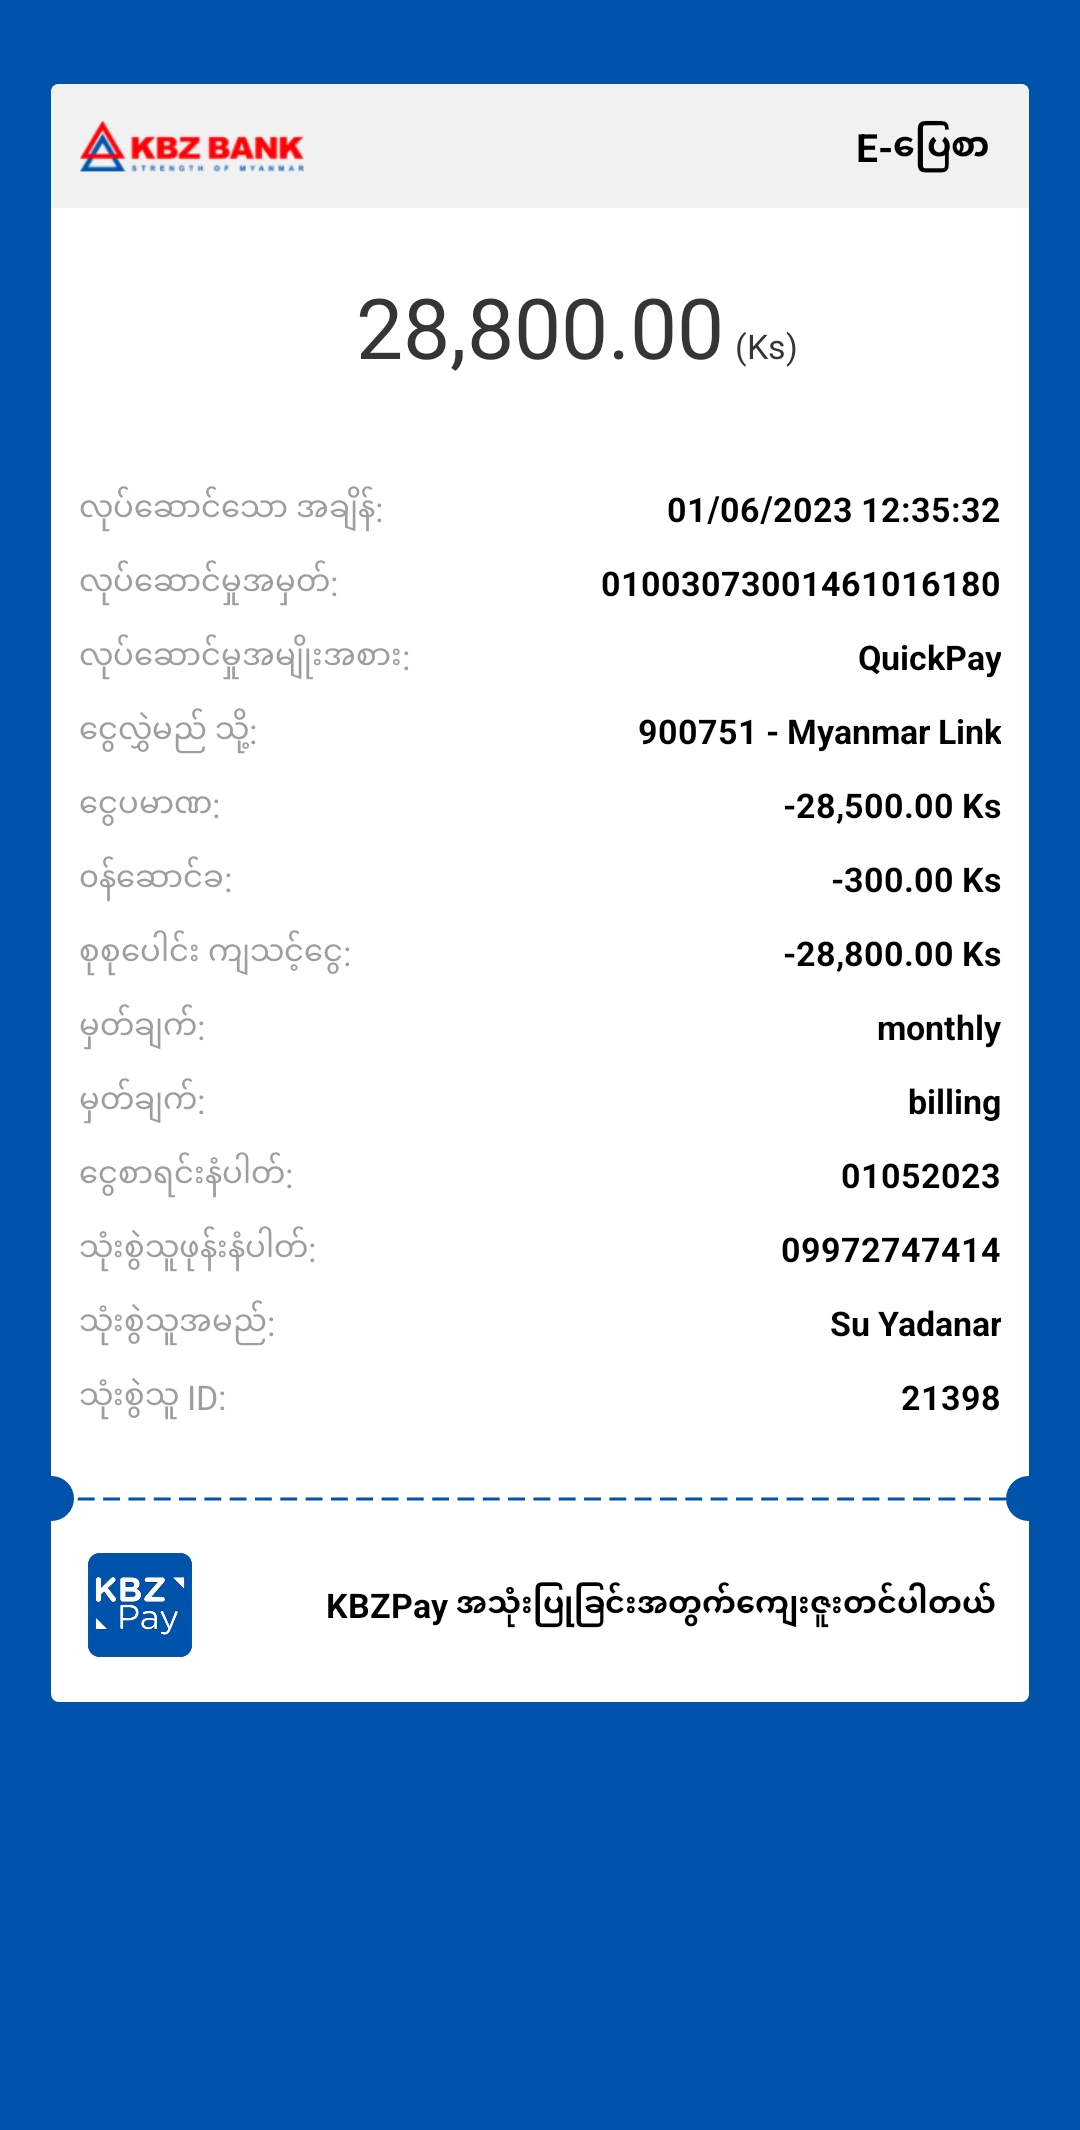 KBZ BANK
STRENGTH OF MYANMAR
E-ပြေစာ
28,800.00 (Ks)
လုပ်ဆောင်သော အချိန်: 01/06/2023 12:35:32
လုပ်ဆောင်မှုအမှတ်: 01003073001461016180
လုပ်ဆောင်မှုအမျိုးအစား: QuickPay
ငွေလွှဲမည် သို့: 900751 - Myanmar Link
ငွေပမာဏ: -28,500.00 Ks
ဝန်ဆောင်ခ: -300.00 Ks
စုစုပေါင်း ကျသင့်ငွေ: -28,800.00 Ks
မှတ်ချက်: monthly
မှတ်ချက်: billing
ငွေစာရင်းနံပါတ်: 01052023
သုံးစွဲသူဖုန်းနံပါတ်: 09972747414
သုံးစွဲသူအမည်: Su Yadanar
သုံးစွဲသူ ID: 21398
KBZ
Pay
KBZPay အသုံးပြုခြင်းအတွက်ကျေးဇူးတင်ပါတယ်